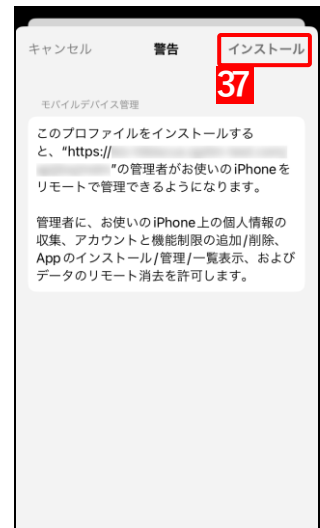 キャンセル 警告 インストール
37
モバイルデバイス管理
このプロファイルをインストールする
と、“https://
”の管理者がお使いのiPhoneを
リモートで管理できるようになります。
管理者に、お使いのiPhone上の個人情報の
収集、アカウントと機能制限の追加/削除、
Appのインストール/管理/一覧表示、および
データのリモート消去を許可します。